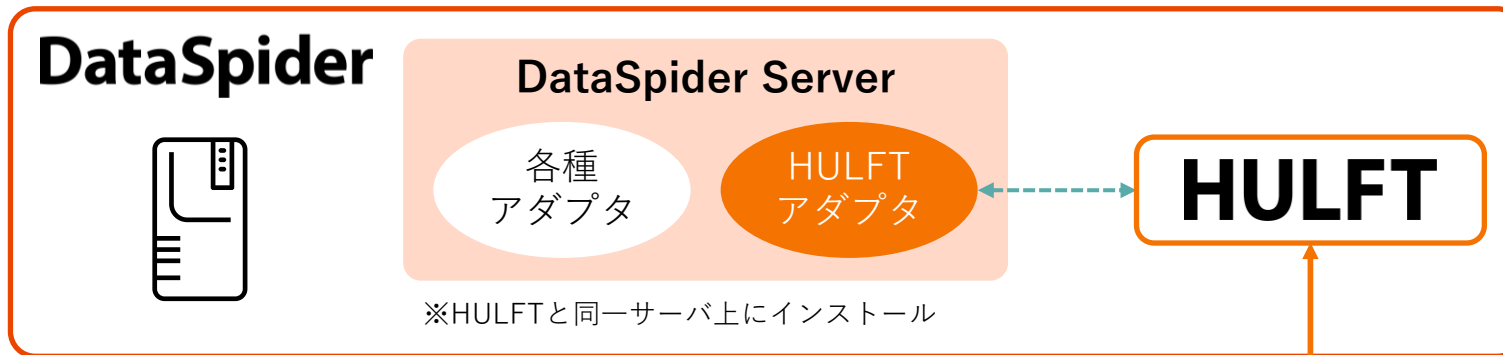 DataSpider
DataSpider Server
各種
アダプタ
HULFT
アダプタ
HULFT
※HULFTと同一サーバ上にインストール